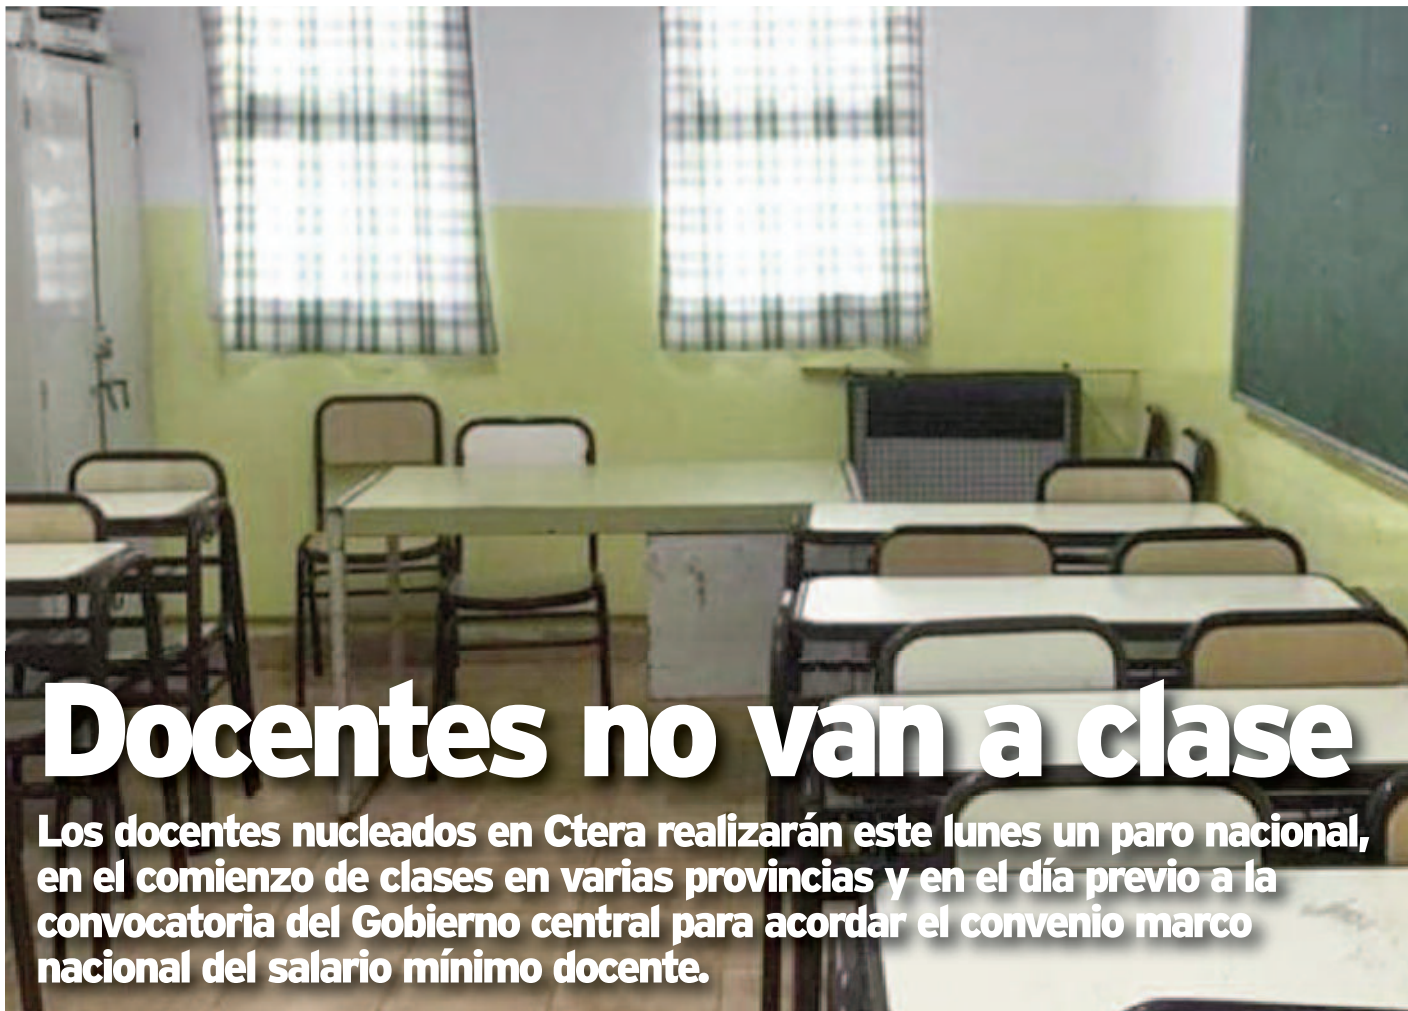 Docentes no van a clase
Los docentes nucleados en Ctera realizarán este lunes un paro nacional,
en el comienzo de clases en varias provincias y en el día previo a la
convocatoria del Gobierno central para acordar el convenio marco
nacional del salario mínimo docente.